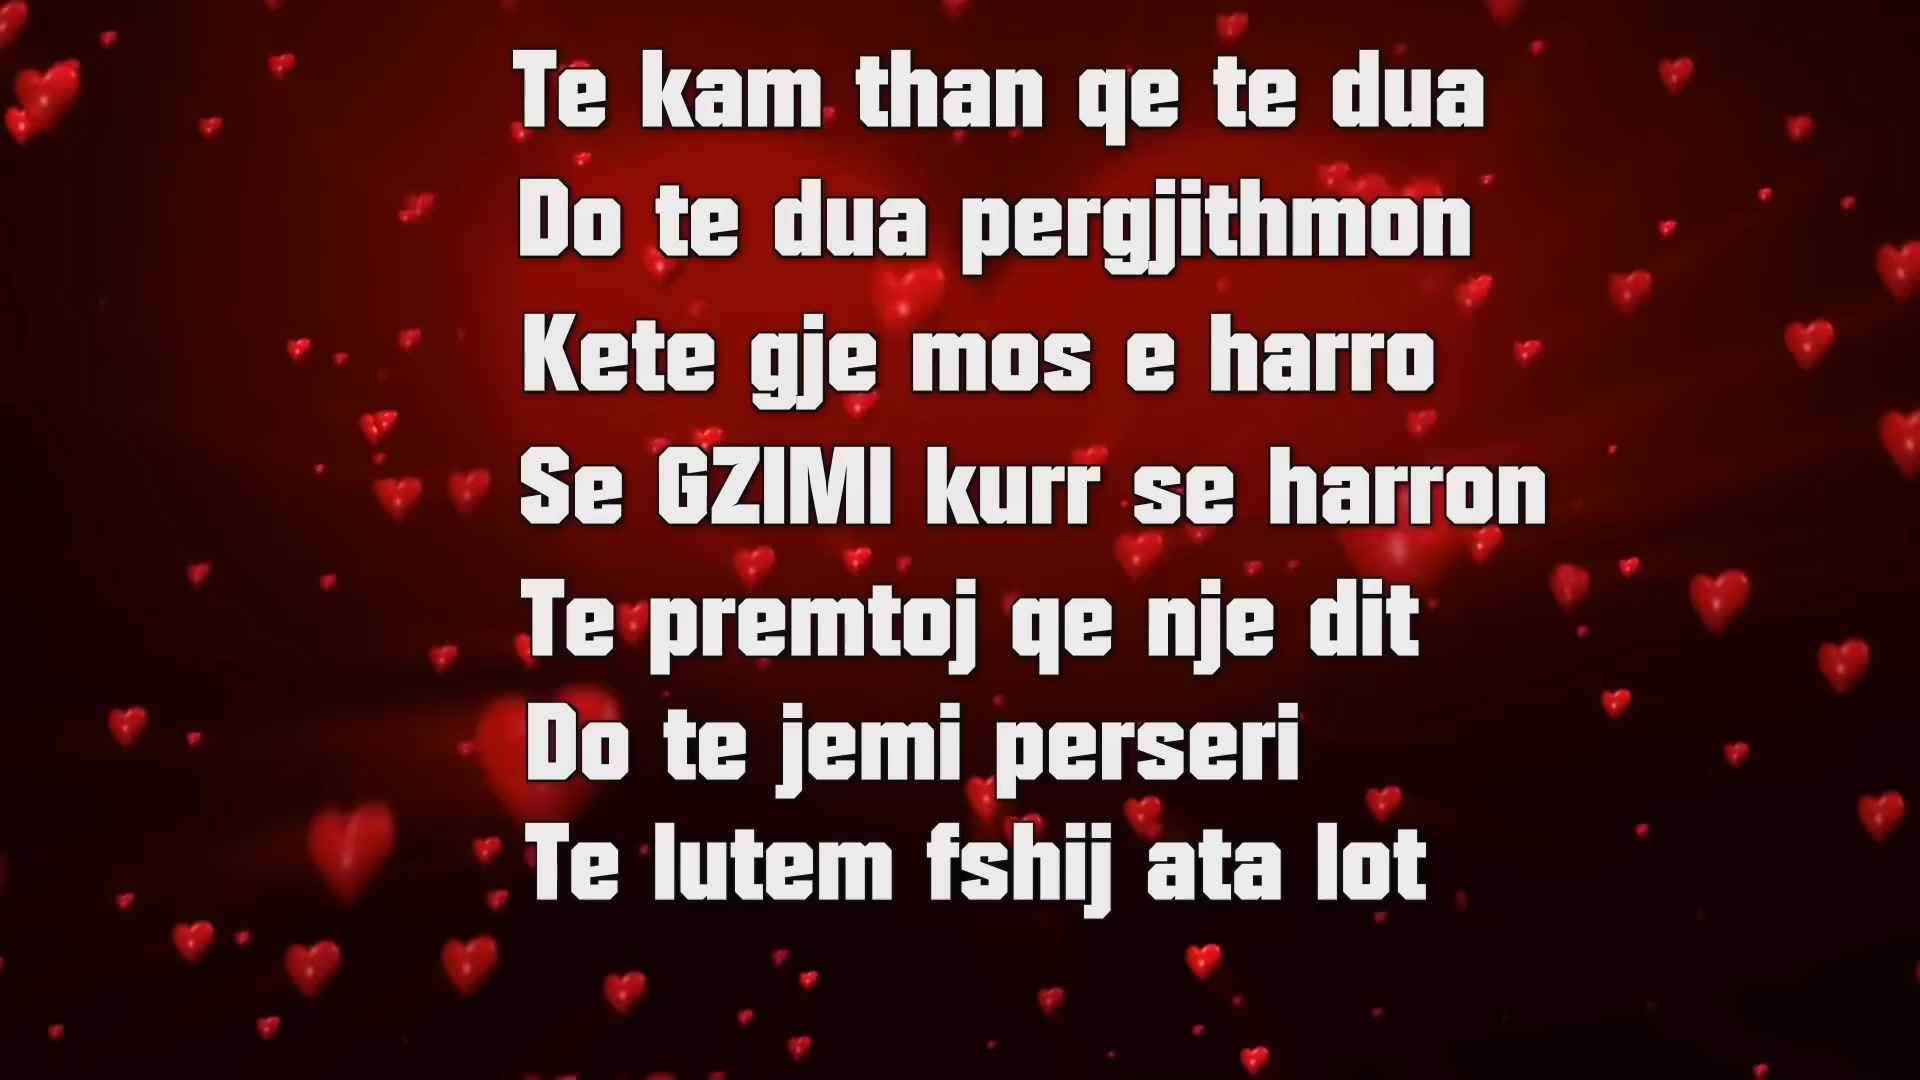 Te kam than qe te dua
Do te dua pergjithmon
Kete gje mos e harro
Se GZIMI kurr se harron
Te premtoj qe nje dit
Do te jemi perseri
Te lutem fshij ata lot